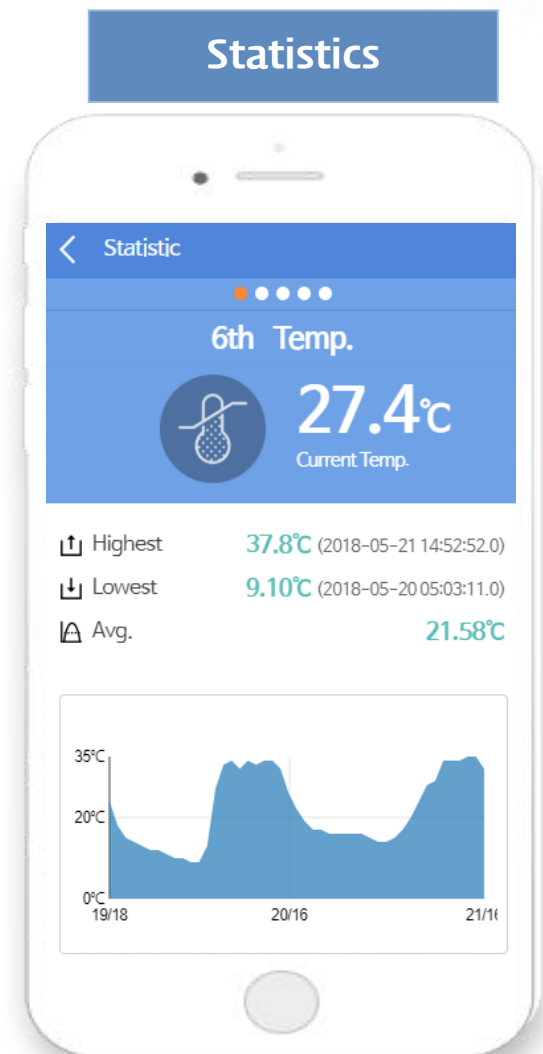 Statistics
Statistic
6th Temp.
27.4℃
Current Temp.
Highest 37.8℃ (2018-05-21 14:52:52.0)
Lowest 9.10℃ (2018-05-20 05:03:11.0)
Avg. 21.58℃
35℃
20℃
0℃
19/18 20/16 21/16